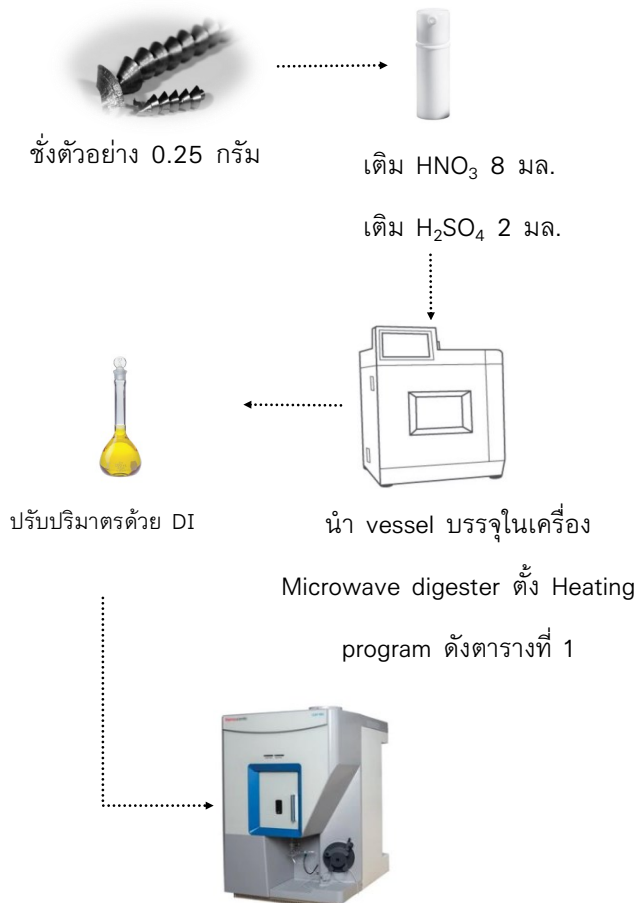 ชั่งตัวอย่าง 0.25 กรัม
เติม HNO₃ 8 มล.
เติม H₂SO₄ 2 มล.
ปรับปริมาตรด้วย DI
นำ vessel บรรจุในเครื่อง
Microwave digester ตั้ง Heating
program ดังตารางที่ 1